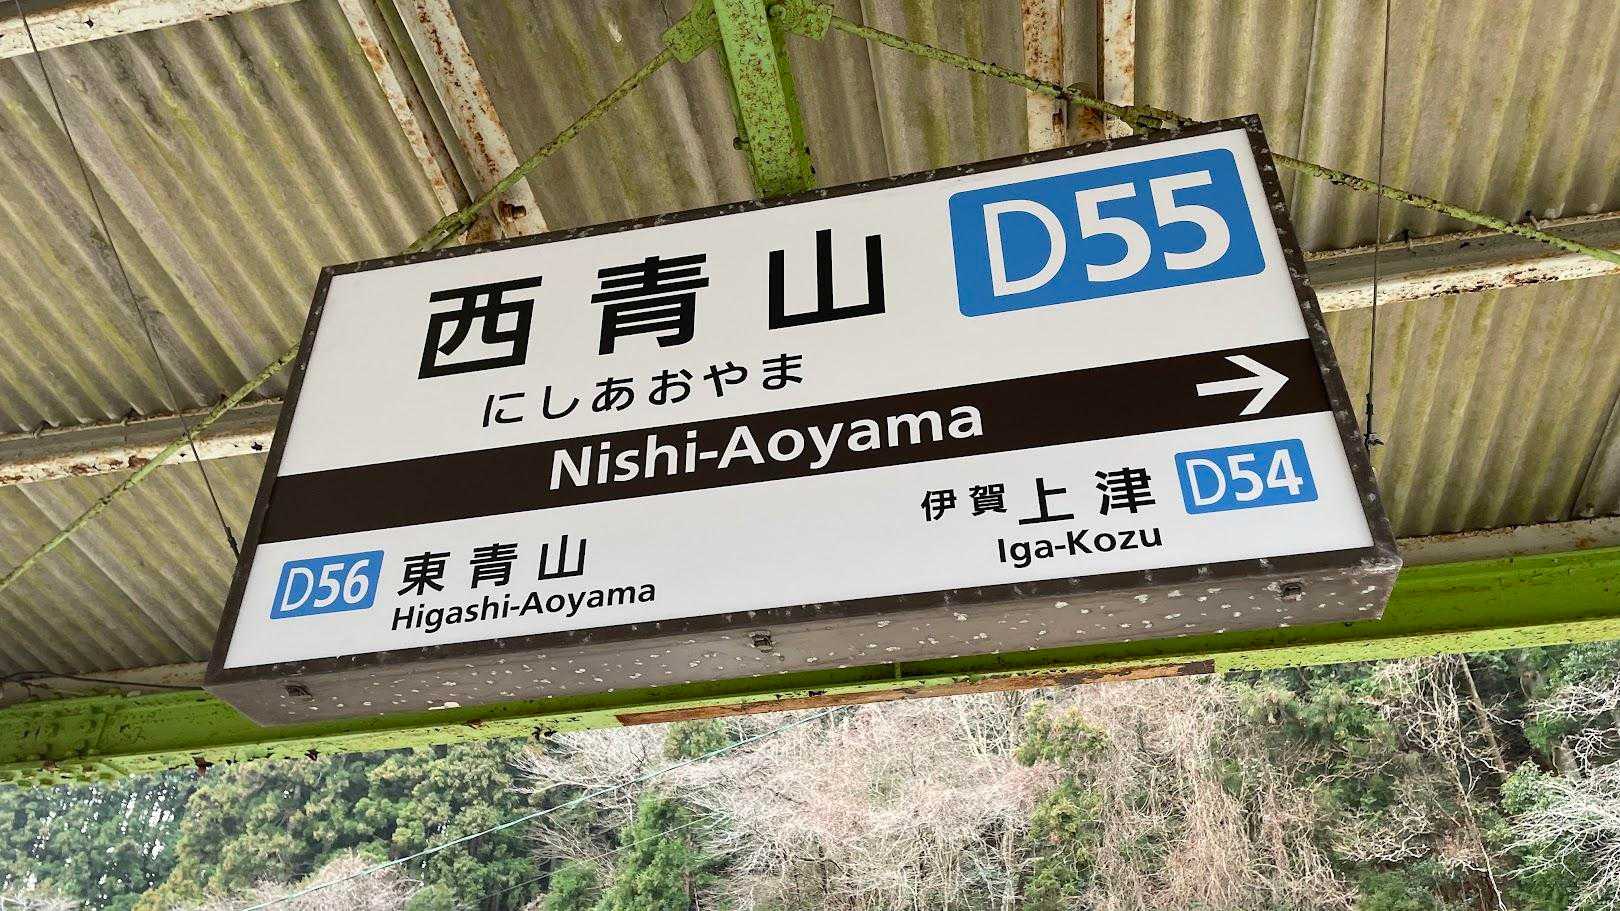 西青山 D55
にしあおやま
Nishi-Aoyama →
D56 東青山
Higashi-Aoyama
伊賀上津 D54
Iga-Kozu